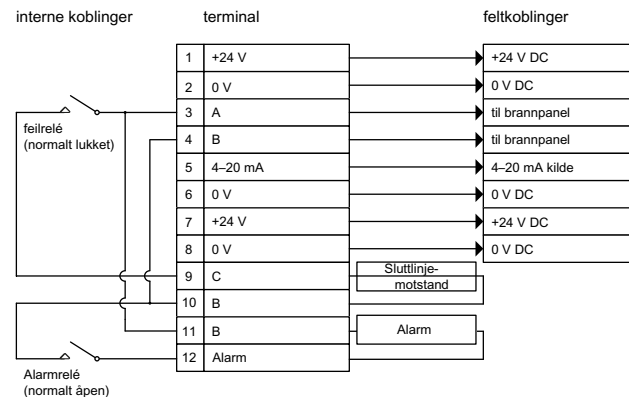 interne koblinger terminal feltkoblinger
1 +24 V +24 V DC
2 0 V 0 V DC
3 A til brannpanel
feilrelé
(normalt lukket)
4 B til brannpanel
5 4–20 mA 4–20 mA kilde
6 0 V 0 V DC
7 +24 V +24 V DC
8 0 V 0 V DC
9 C Sluttlinje-
motstand
10 B
11 B Alarm
12 Alarm
Alarmrelé
(normalt åpen)